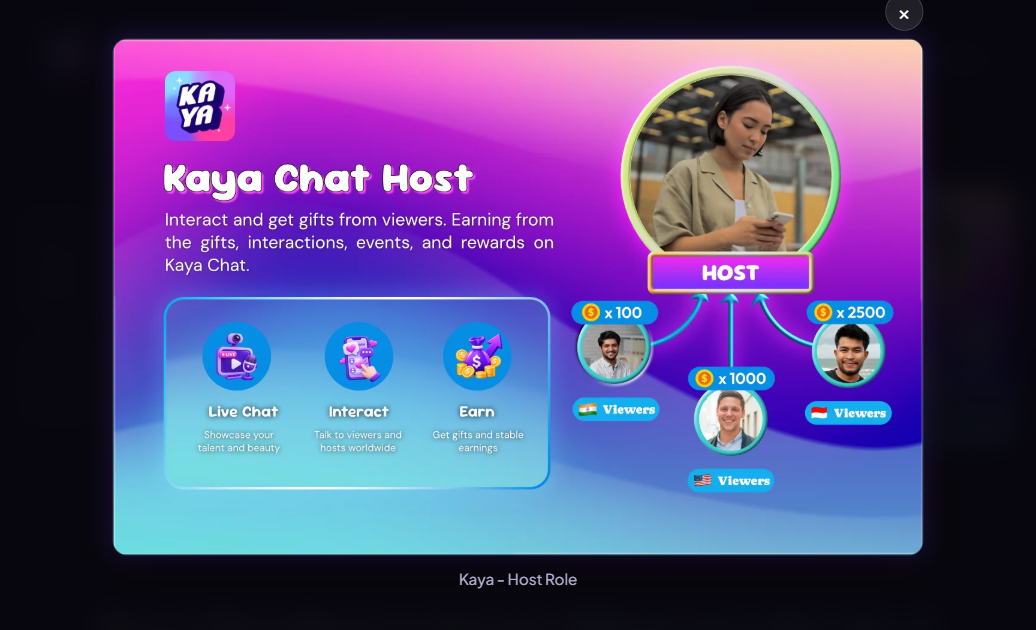 ×
KA
YA
Kaya Chat Host
Interact and get gifts from viewers. Earning from
the gifts, interactions, events, and rewards on
Kaya Chat.
LIVE
Live Chat
Showcase your
talent and beauty
Interact
Talk to viewers and
hosts worldwide
$
Earn
Get gifts and stable
earnings
HOST
$ x 100
Viewers
$ x 1000
Viewers
$ x 2500
Viewers
Kaya - Host Role